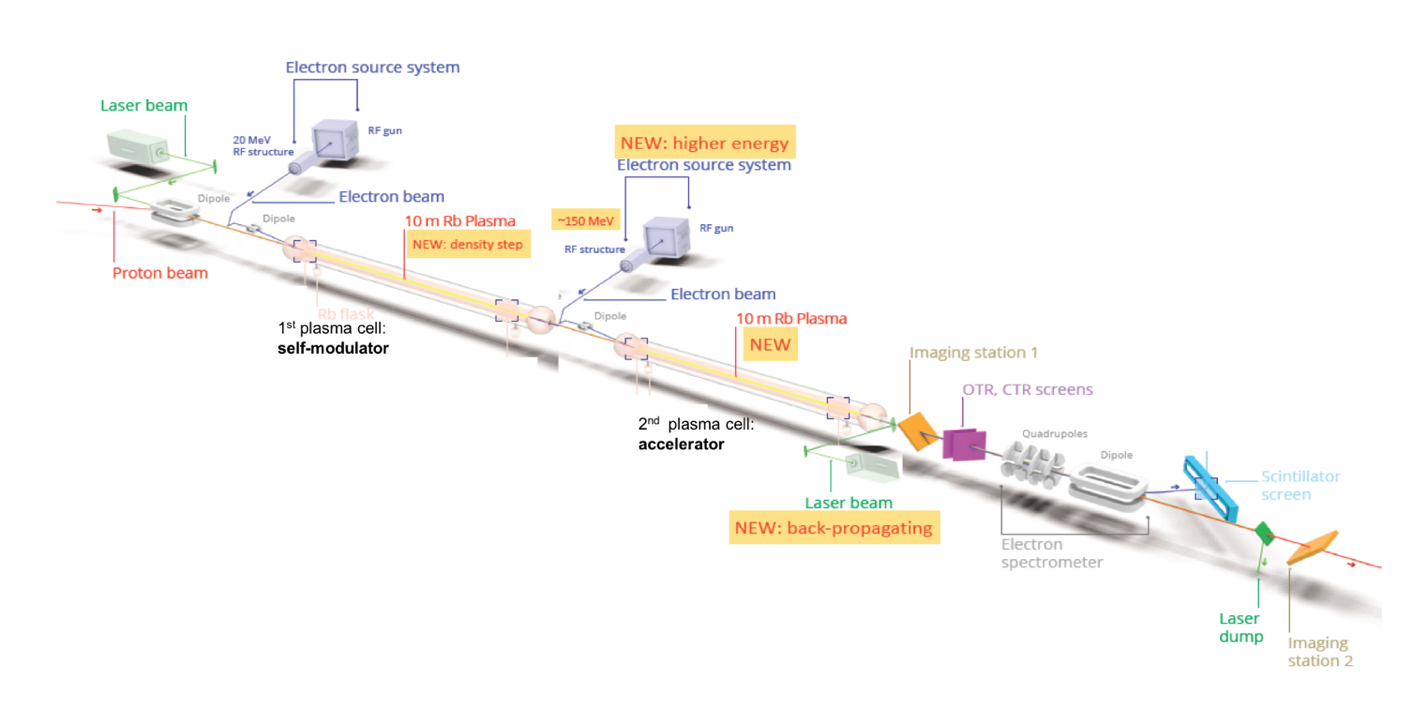 Electron source system
Laser beam
RF gun
20 MeV
RF structure
NEW: higher energy
Electron source system
Dipole
Electron beam
Dipole
10 m Rb Plasma
NEW: density step
~150 MeV
RF gun
RF structure
Proton beam
Electron beam
Rb flask
1st plasma cell:
self-modulator
Dipole
10 m Rb Plasma
NEW
Imaging station 1
OTR, CTR screens
2nd plasma cell:
accelerator
Quadrupoles
Dipole
Scintillator
screen
Laser beam
NEW: back-propagating
Electron
spectrometer
Laser
dump
Imaging
station 2